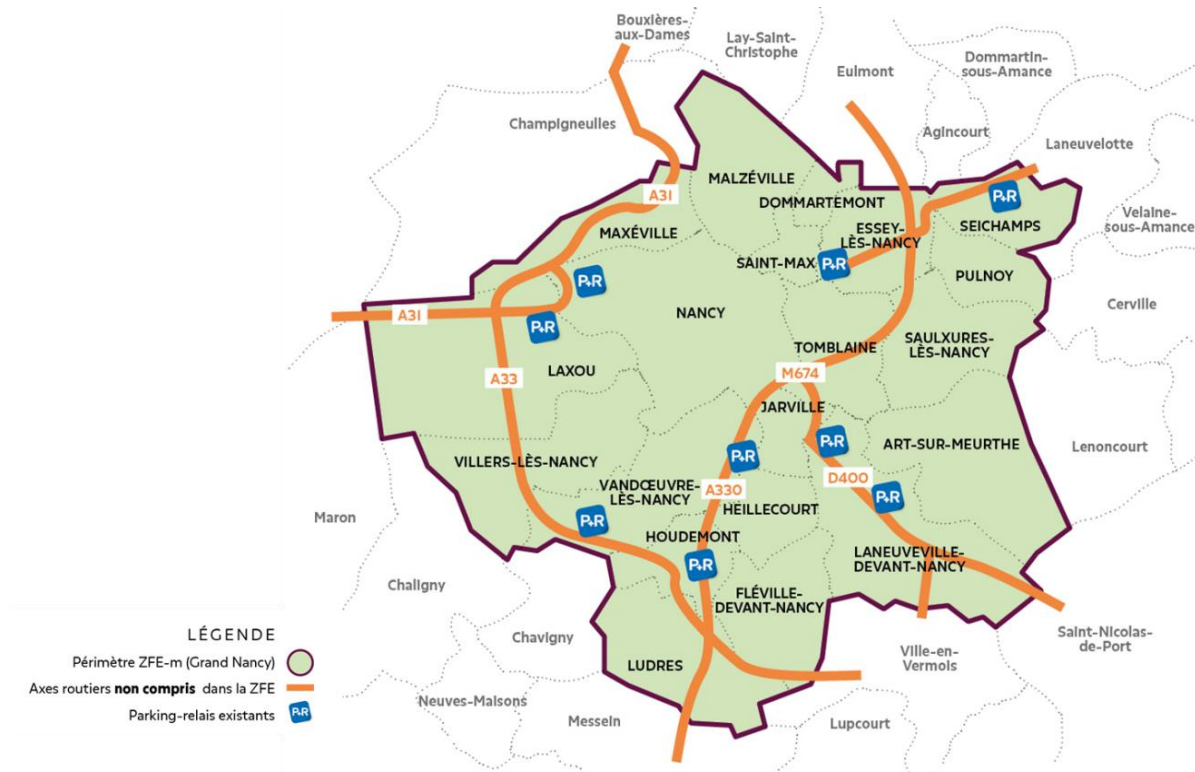 Bouxières-
aux-Dames
Lay-Saint-
Christophe
Eulmont
Dommartin-
sous-Amance
Champigneulles
Agincourt
Laneuvelotte
MALZÉVILLE
A31
P+R
DOMMARTEMONT
Velaine-
sous-Amance
MAXÉVILLE
ESSEY-
LÈS-NANCY
SEICHAMPS
SAINT-MAX
P+R
PULNOY
P+R
Cerville
A31
NANCY
P+R
TOMBLAINE
SAULXURES-
LÈS-NANCY
LAXOU
A33
M674
JARVILLE
P+R
ART-SUR-MEURTHE
Lenoncourt
P+R
VILLERS-LÈS-NANCY
D400
VANDŒUVRE-
LÈS-NANCY
A330
P+R
HEILLECOURT
Maron
P+R
HOUDEMONT
LANEUVEVILLE-
DEVANT-NANCY
P+R
Chaligny
FLÉVILLE-
DEVANT-NANCY
LÉGENDE
Chavigny
Saint-Nicolas-
de-Port
Périmètre ZFE-m (Grand Nancy)
Ville-en-
Vermois
LUDRES
Axes routiers non compris dans la ZFE
Neuves-Maisons
Parking-relais existants
P+R
Messein
Lupcourt